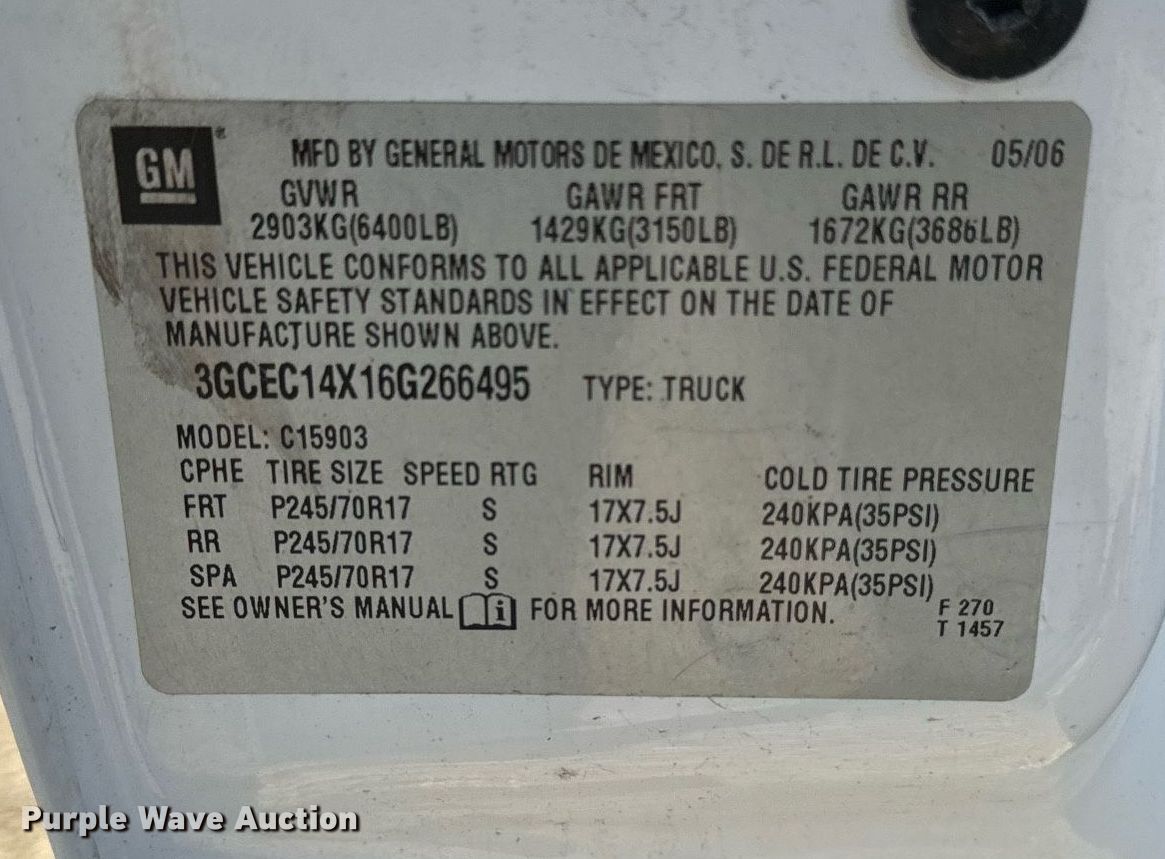 GM
MFD BY GENERAL MOTORS DE MEXICO, S. DE R.L. DE C.V. 05/06
GVWR GAWR FRT GAWR RR
2903KG(6400LB) 1429KG(3150LB) 1672KG(3686LB)
THIS VEHICLE CONFORMS TO ALL APPLICABLE U.S. FEDERAL MOTOR
VEHICLE SAFETY STANDARDS IN EFFECT ON THE DATE OF
MANUFACTURE SHOWN ABOVE.
3GCEC14X16G266495 TYPE: TRUCK
MODEL: C15903
CPHE TIRE SIZE SPEED RTG RIM COLD TIRE PRESSURE
FRT P245/70R17 S 17X7.5J 240KPA(35PSI)
RR P245/70R17 S 17X7.5J 240KPA(35PSI)
SPA P245/70R17 S 17X7.5J 240KPA(35PSI)
SEE OWNER'S MANUAL i FOR MORE INFORMATION.
F 270
T 1457
Purple Wave Auction